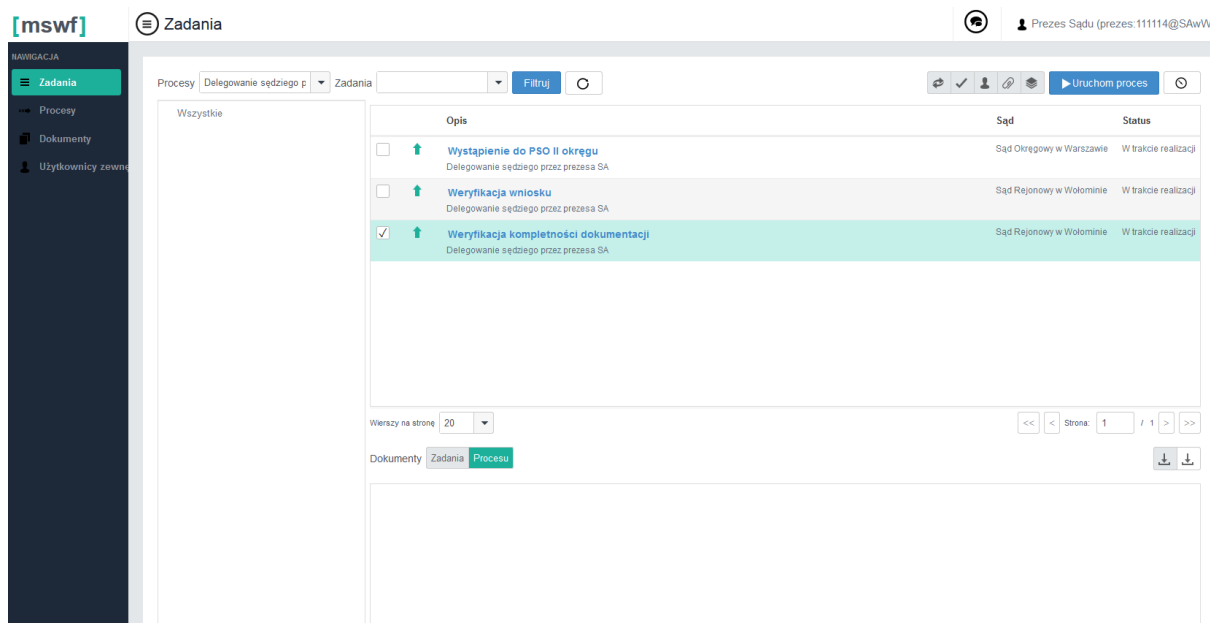 [mswf]
Zadania
Prezes Sądu (prezes:111114@SAwW
NAWIGACJA
Zadania
Procesy
Dokumenty
Użytkownicy zewnę
Procesy Delegowanie sędziego p Zadania Filtruj Uruchom proces
Wszystkie
Opis Sąd Status
Wystąpienie do PSO II okręgu Sąd Okręgowy w Warszawie W trakcie realizacji
Delegowanie sędziego przez prezesa SA
Weryfikacja wniosku Sąd Rejonowy w Wołominie W trakcie realizacji
Delegowanie sędziego przez prezesa SA
Weryfikacja kompletności dokumentacji Sąd Rejonowy w Wołominie W trakcie realizacji
Delegowanie sędziego przez prezesa SA
Wierszy na stronę 20 << < Strona: 1 / 1 > >>
Dokumenty Zadania Procesu